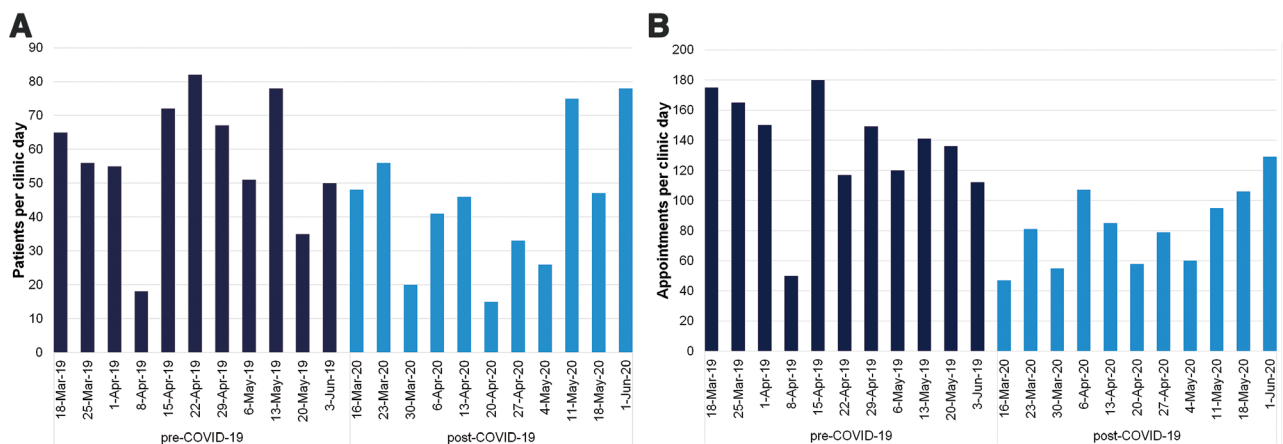 A
Patients per clinic day
90
80
70
60
50
40
30
20
10
0
18-Mar-19
25-Mar-19
1-Apr-19
8-Apr-19
15-Apr-19
22-Apr-19
29-Apr-19
6-May-19
13-May-19
20-May-19
3-Jun-19
16-Mar-20
23-Mar-20
30-Mar-20
6-Apr-20
13-Apr-20
20-Apr-20
27-Apr-20
4-May-20
11-May-20
18-May-20
1-Jun-20
pre-COVID-19
post-COVID-19
B
Appointments per clinic day
200
180
160
140
120
100
80
60
40
20
0
18-Mar-19
25-Mar-19
1-Apr-19
8-Apr-19
15-Apr-19
22-Apr-19
29-Apr-19
6-May-19
13-May-19
20-May-19
3-Jun-19
16-Mar-20
23-Mar-20
30-Mar-20
6-Apr-20
13-Apr-20
20-Apr-20
27-Apr-20
4-May-20
11-May-20
18-May-20
1-Jun-20
pre-COVID-19
post-COVID-19